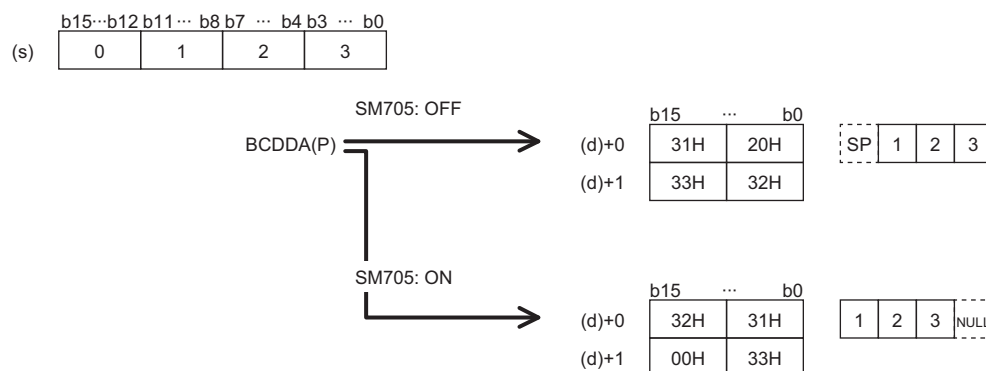 b15···b12 b11 ··· b8 b7 ··· b4 b3 ··· b0
(s) 0 1 2 3
SM705: OFF
b15 ··· b0
BCDDA(P)
(d)+0 31H 20H SP 1 2 3
(d)+1 33H 32H
SM705: ON
b15 ··· b0
(d)+0 32H 31H 1 2 3 NULL
(d)+1 00H 33H